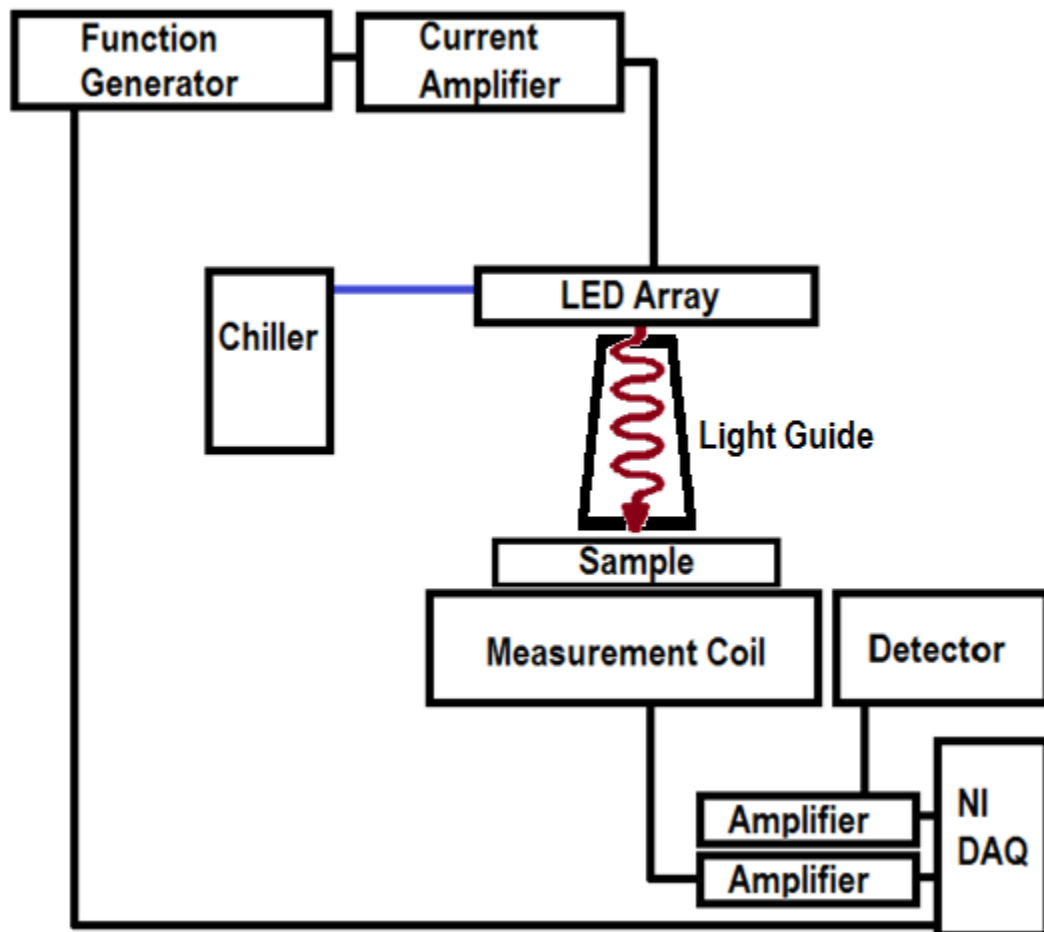 Function
Generator
Current
Amplifier
LED Array
Chiller
Light Guide
Sample
Measurement Coil
Detector
Amplifier
Amplifier
NI
DAQ